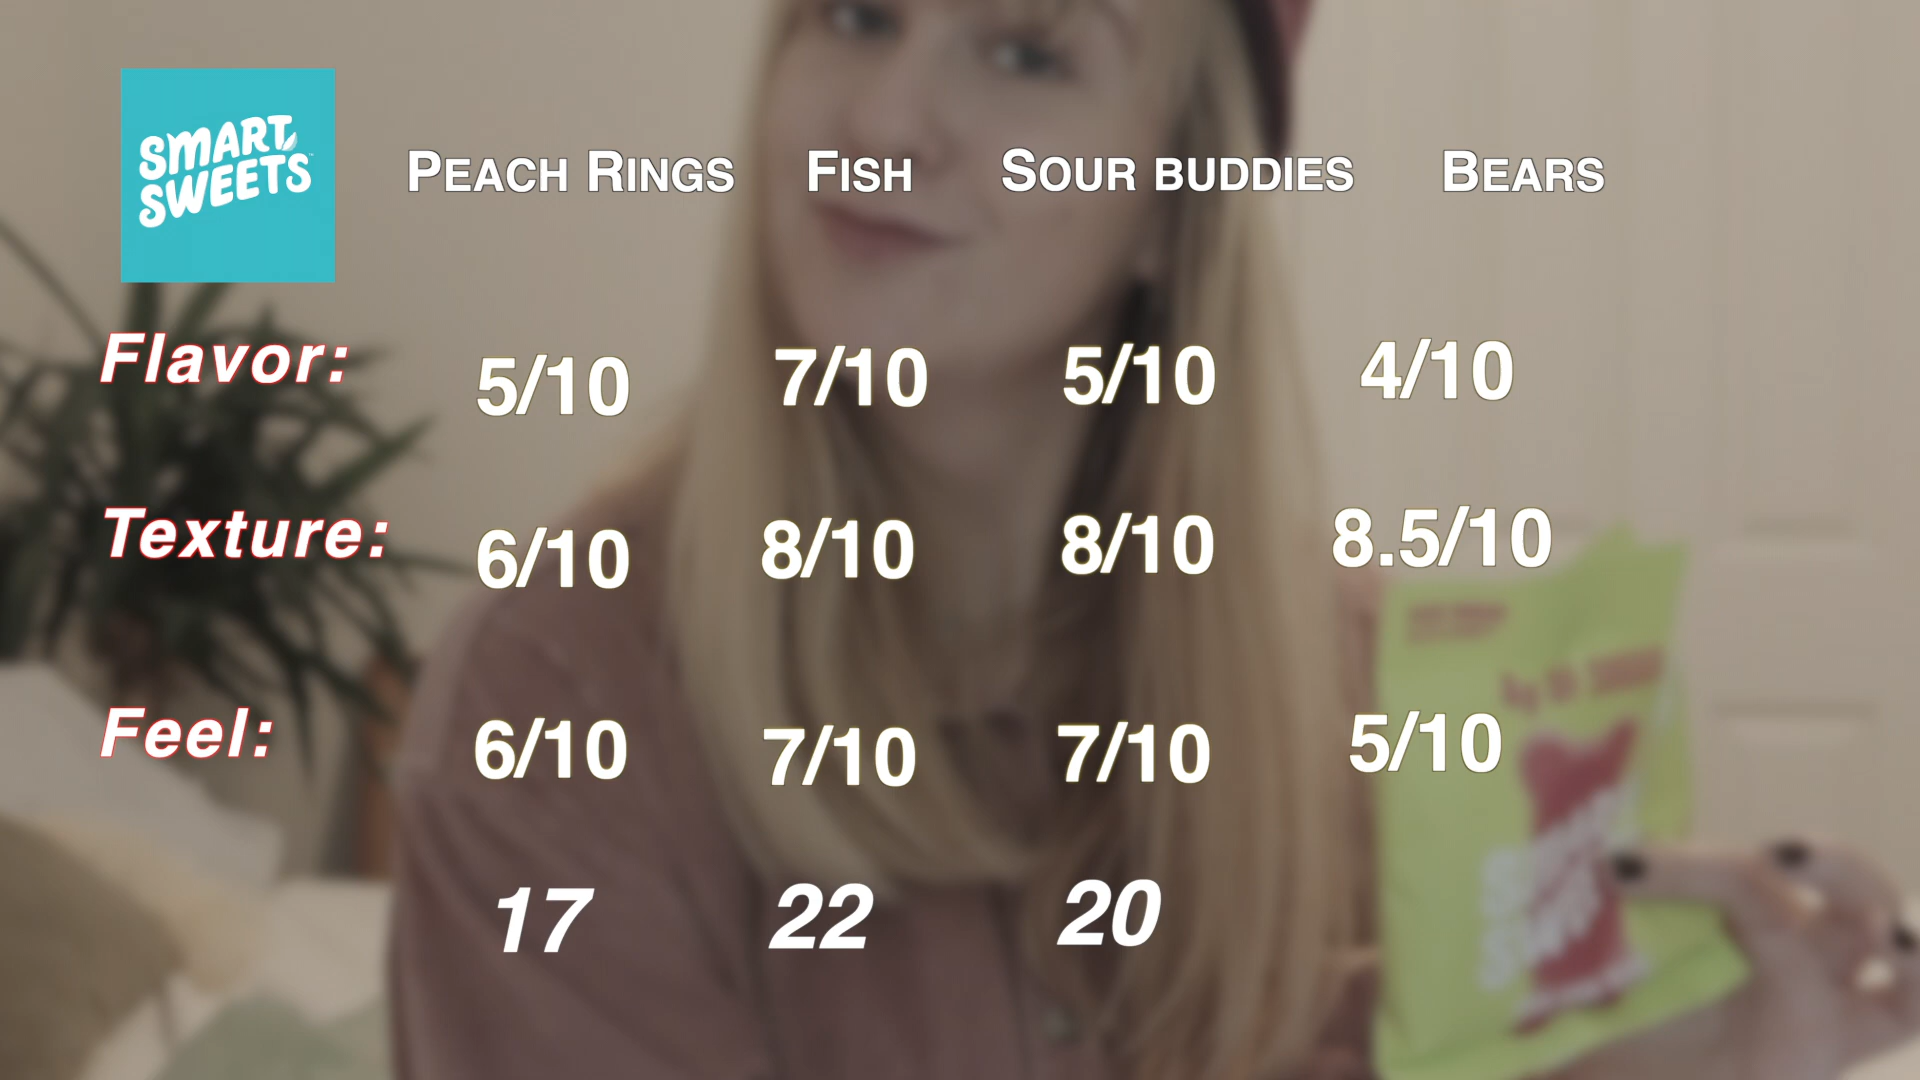 SMART
SWEETS
PEACH RINGS FISH SOUR BUDDIES BEARS
Flavor: 5/10 7/10 5/10 4/10
Texture: 6/10 8/10 8/10 8.5/10
Feel: 6/10 7/10 7/10 5/10
17 22 20